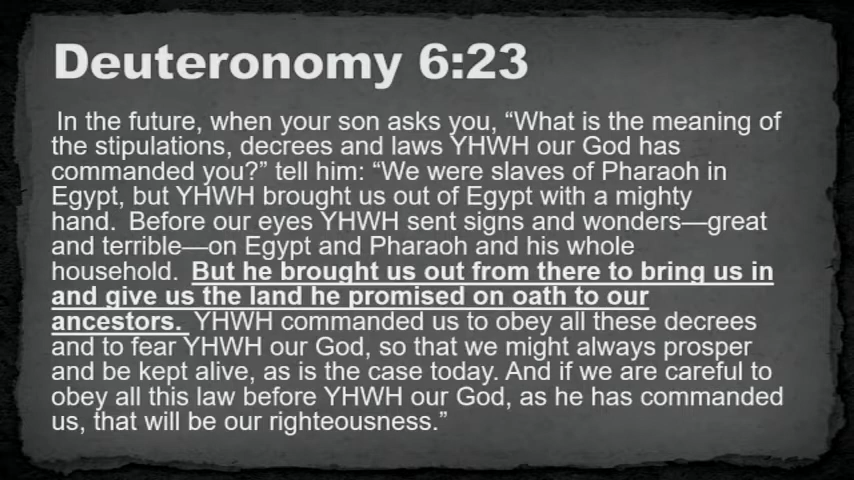 Deuteronomy 6:23
In the future, when your son asks you, “What is the meaning of
the stipulations, decrees and laws YHWH our God has
commanded you?” tell him: “We were slaves of Pharaoh in
Egypt, but YHWH brought us out of Egypt with a mighty
hand. Before our eyes YHWH sent signs and wonders—great
and terrible—on Egypt and Pharaoh and his whole
household. But he brought us out from there to bring us in
and give us the land he promised on oath to our
ancestors. YHWH commanded us to obey all these decrees
and to fear YHWH our God, so that we might always prosper
and be kept alive, as is the case today. And if we are careful to
obey all this law before YHWH our God, as he has commanded
us, that will be our righteousness.”